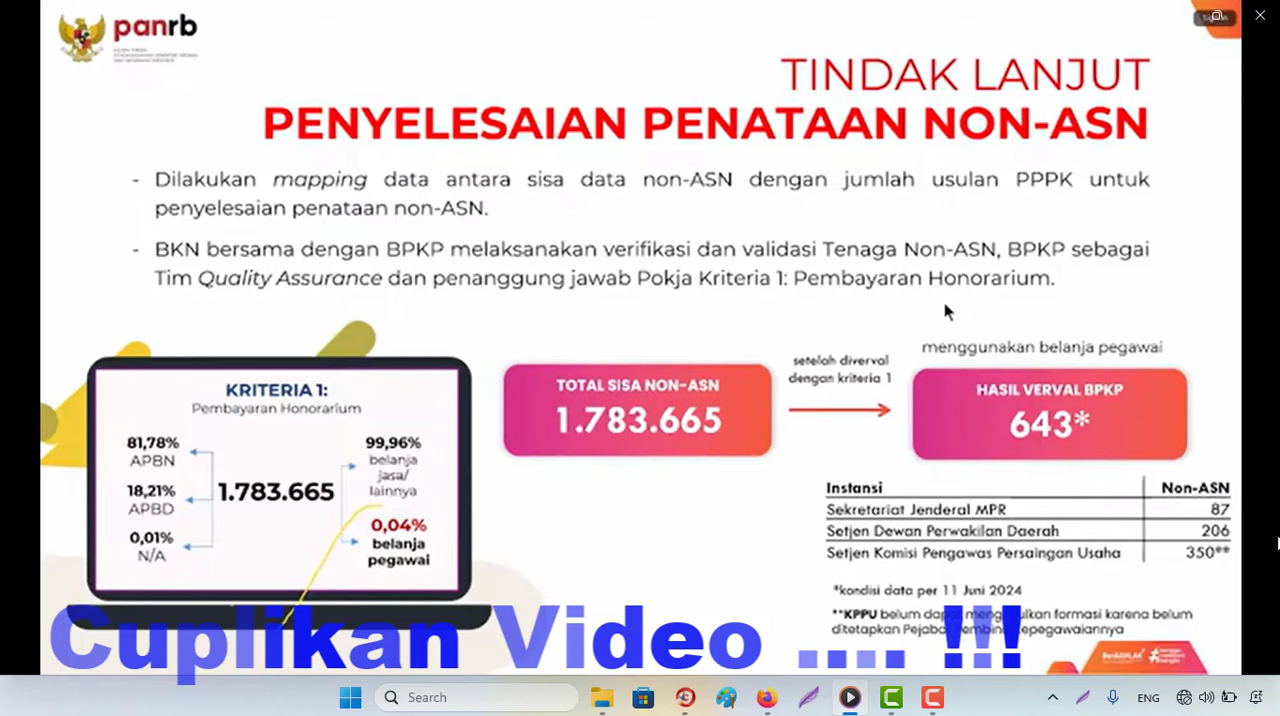 panrb
TINDAK LANJUT
PENYELESAIAN PENATAAN NON-ASN
- Dilakukan mapping data antara sisa data non-ASN dengan jumlah usulan PPPK untuk
penyelesaian penataan non-ASN.
- BKN bersama dengan BPKP melaksanakan verifikasi dan validasi Tenaga Non-ASN, BPKP sebagai
Tim Quality Assurance dan penanggung jawab Pokja Kriteria 1: Pembayaran Honorarium.
KRITERIA 1:
Pembayaran Honorarium
81,78%
APBN
18,21%
APBD
0,01%
N/A
1.783.665
99,96%
belanja
jasa/
lainnya
0,04%
belanja
pegawai
TOTAL SISA NON-ASN
1.783.665
setelah diverval
dengan kriteria 1
menggunakan belanja pegawai
HASIL VERVAL BPKP
643*
Instansi Non-ASN
Sekretariat Jenderal MPR 87
Setjen Dewan Perwakilan Daerah 206
Setjen Komisi Pengawas Persaingan Usaha 350**
*kondisi data per 11 Juni 2024
**KPPU belum dapat mengusulkan formasi karena belum
ditetapkan Pejabat Pembina Kepegawaiannya
Cuplikan Video .... !!!
Search
ENG